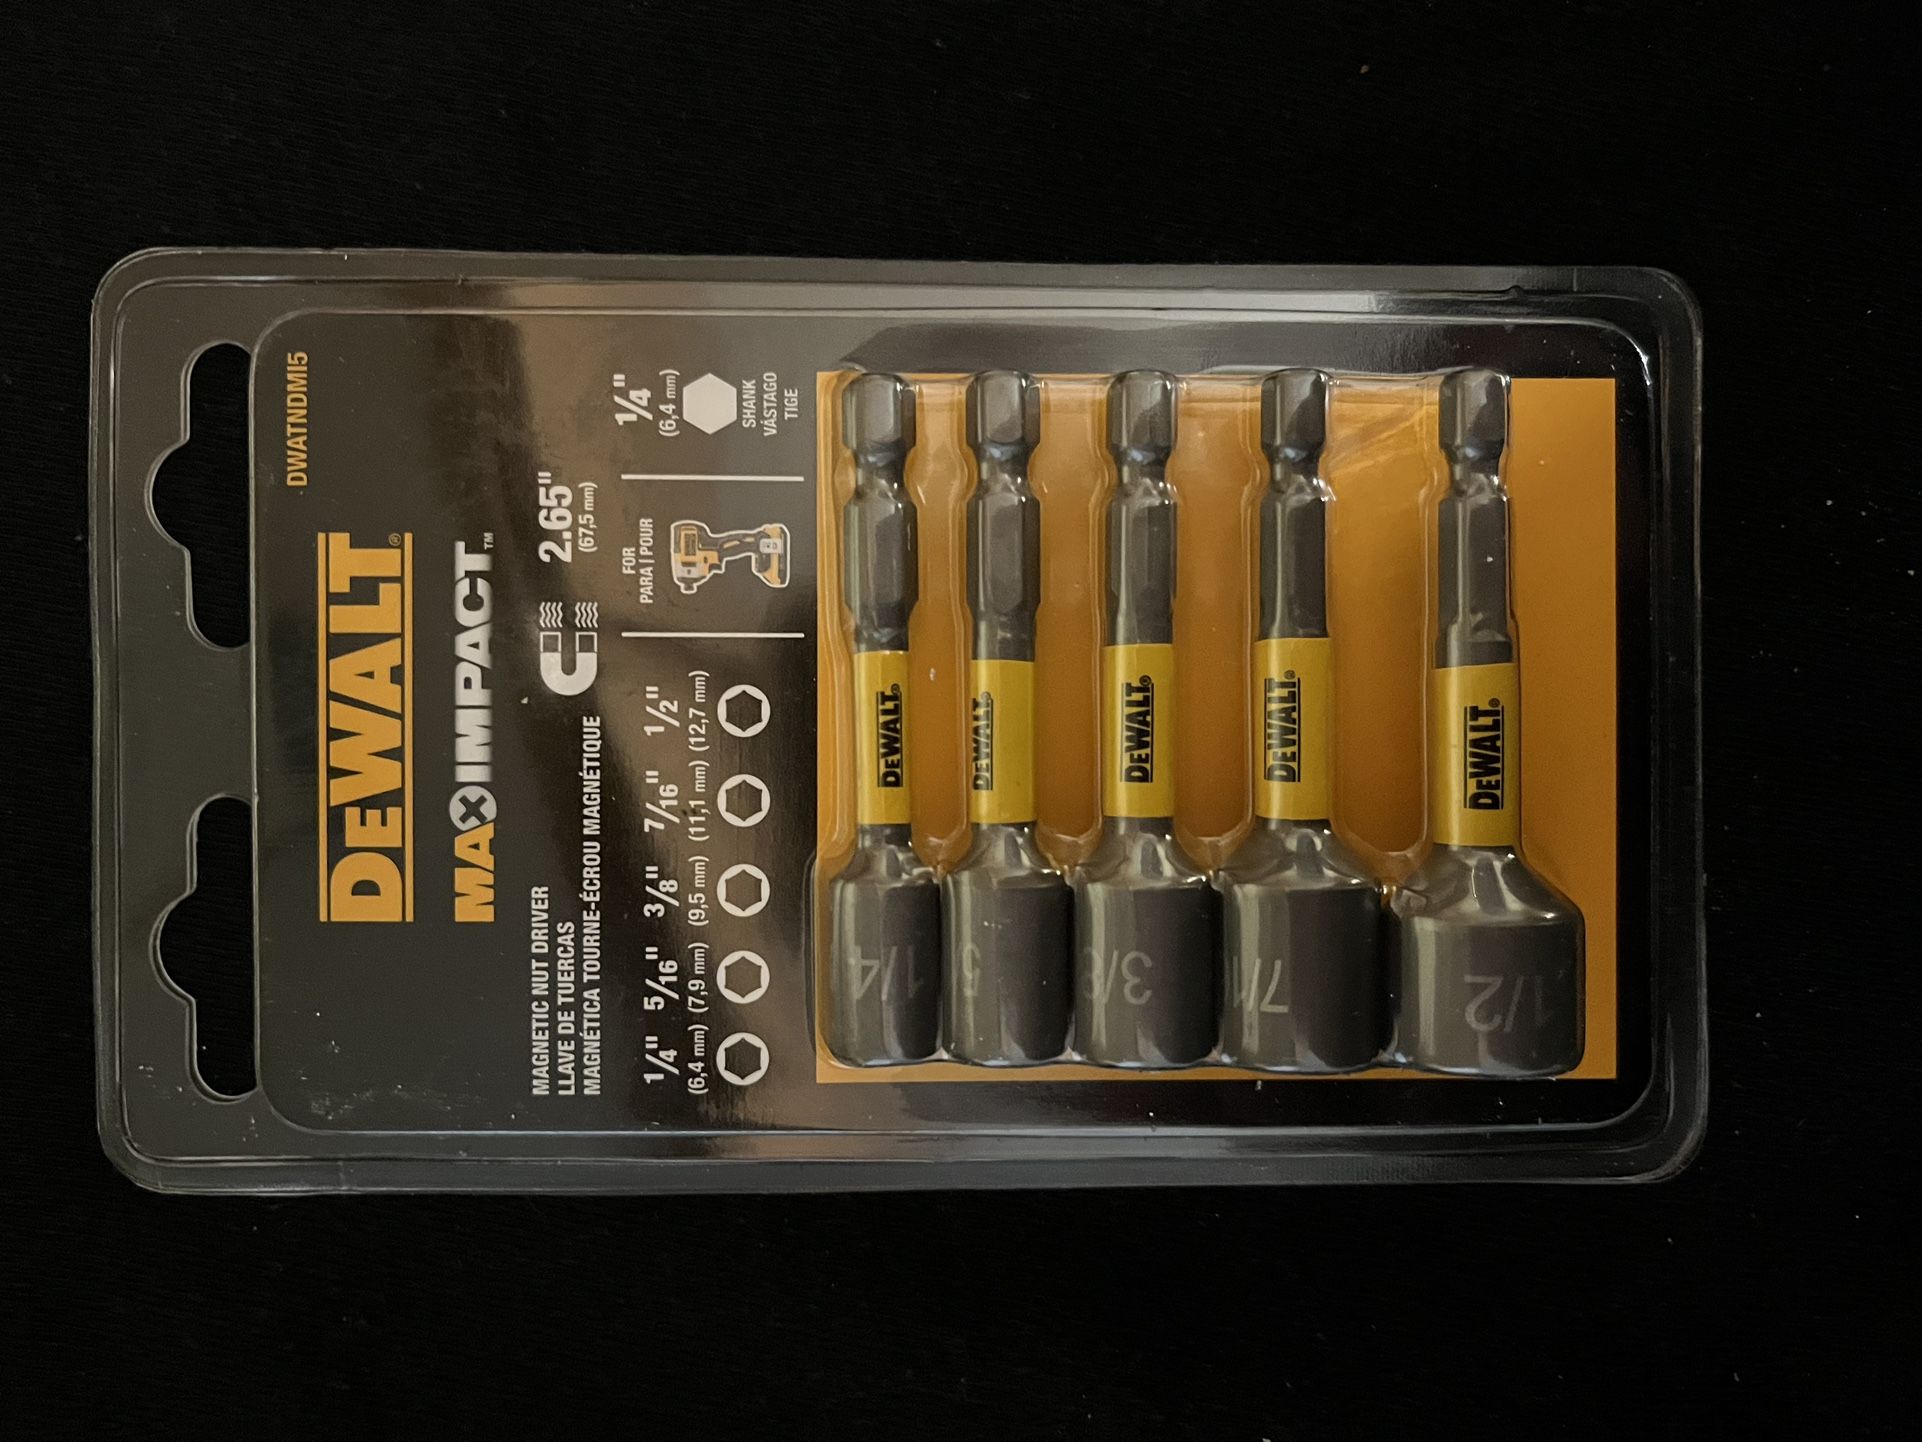 DWATNDMI5
DEWALT®
MAXIMPACT™
MAGNETIC NUT DRIVER
LLAVE DE TUERCAS
MAGNÉTICA TOURNE-ÉCROU MAGNÉTIQUE
2.65"
(67,5 mm)
1/4" 5/16" 3/8" 7/16" 1/2"
(6,4 mm) (7,9 mm) (9,5 mm) (11,1 mm) (12,7 mm)
FOR
PARA | POUR
1/4"
(6,4 mm)
SHANK
VÁSTAGO
TIGE
DEWALT®
DEWALT®
DEWALT®
DEWALT®
DEWALT®
1/4
5
3/8
7/1
1/2